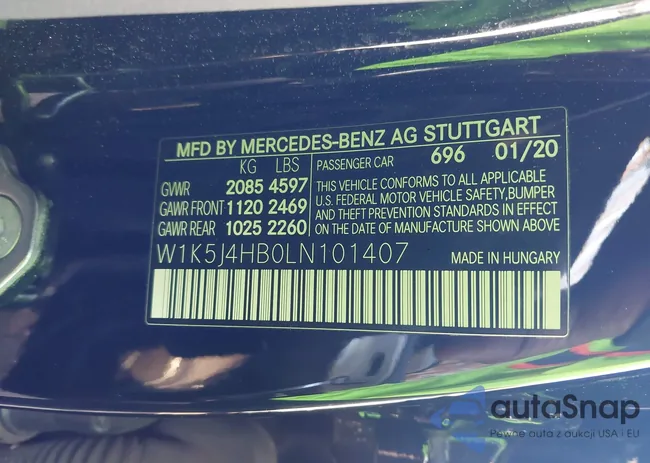 MFD BY MERCEDES-BENZ AG STUTTGART
KG LBS
PASSENGER CAR 696 01/20
GVWR 2085 4597
GAWR FRONT 1120 2469
GAWR REAR 1025 2260
THIS VEHICLE CONFORMS TO ALL APPLICABLE
U.S. FEDERAL MOTOR VEHICLE SAFETY,BUMPER
AND THEFT PREVENTION STANDARDS IN EFFECT
ON THE DATE OF MANUFACTURE SHOWN ABOVE
W1K5J4HB0LN101407
MADE IN HUNGARY
autaSnap
Pewne auta z aukcji USA i EU